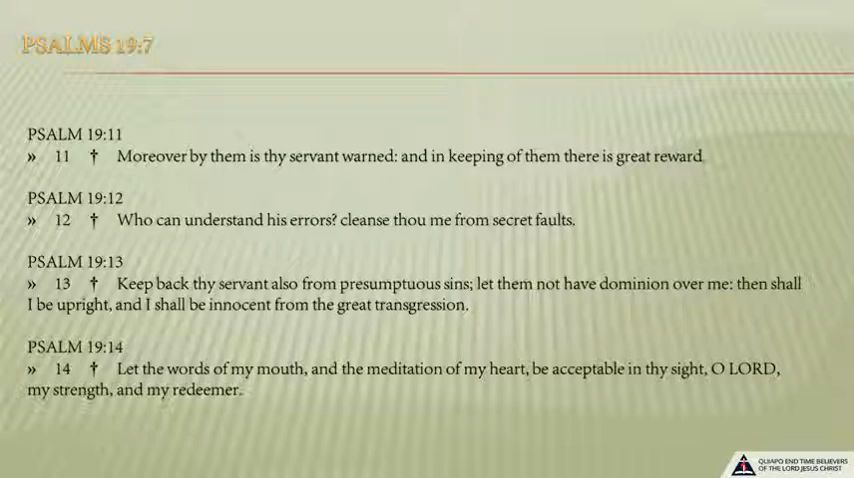 PSALMS 19:7
PSALM 19:11
» 11 † Moreover by them is thy servant warned: and in keeping of them there is great reward.
PSALM 19:12
» 12 † Who can understand his errors? cleanse thou me from secret faults.
PSALM 19:13
» 13 † Keep back thy servant also from presumptuous sins; let them not have dominion over me: then shall
I be upright, and I shall be innocent from the great transgression.
PSALM 19:14
» 14 † Let the words of my mouth, and the meditation of my heart, be acceptable in thy sight, O LORD,
my strength, and my redeemer.
QUIAPO END TIME BELIEVERS
OF THE LORD JESUS CHRIST